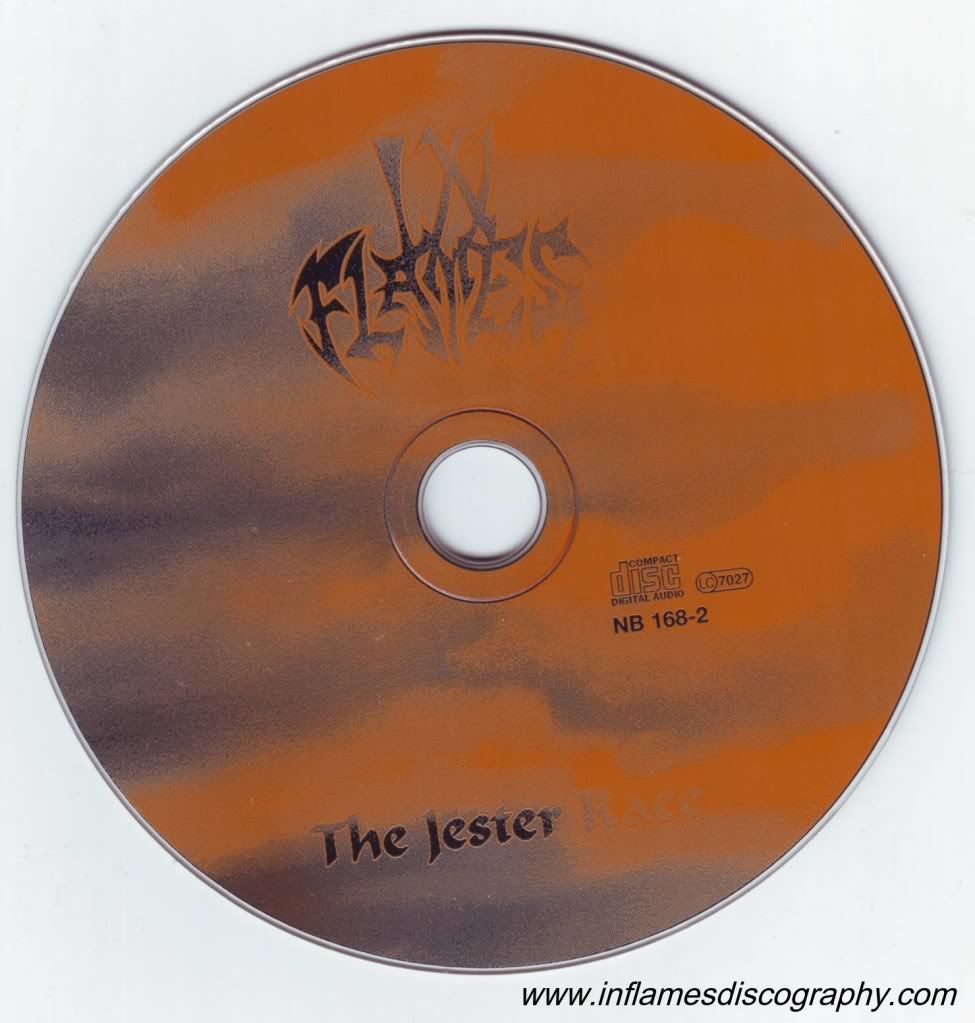 IN
FLAMES
COMPACT
disc
DIGITAL AUDIO
LC 7027
NB 168-2
The Jester Race
www.inflamesdiscography.com